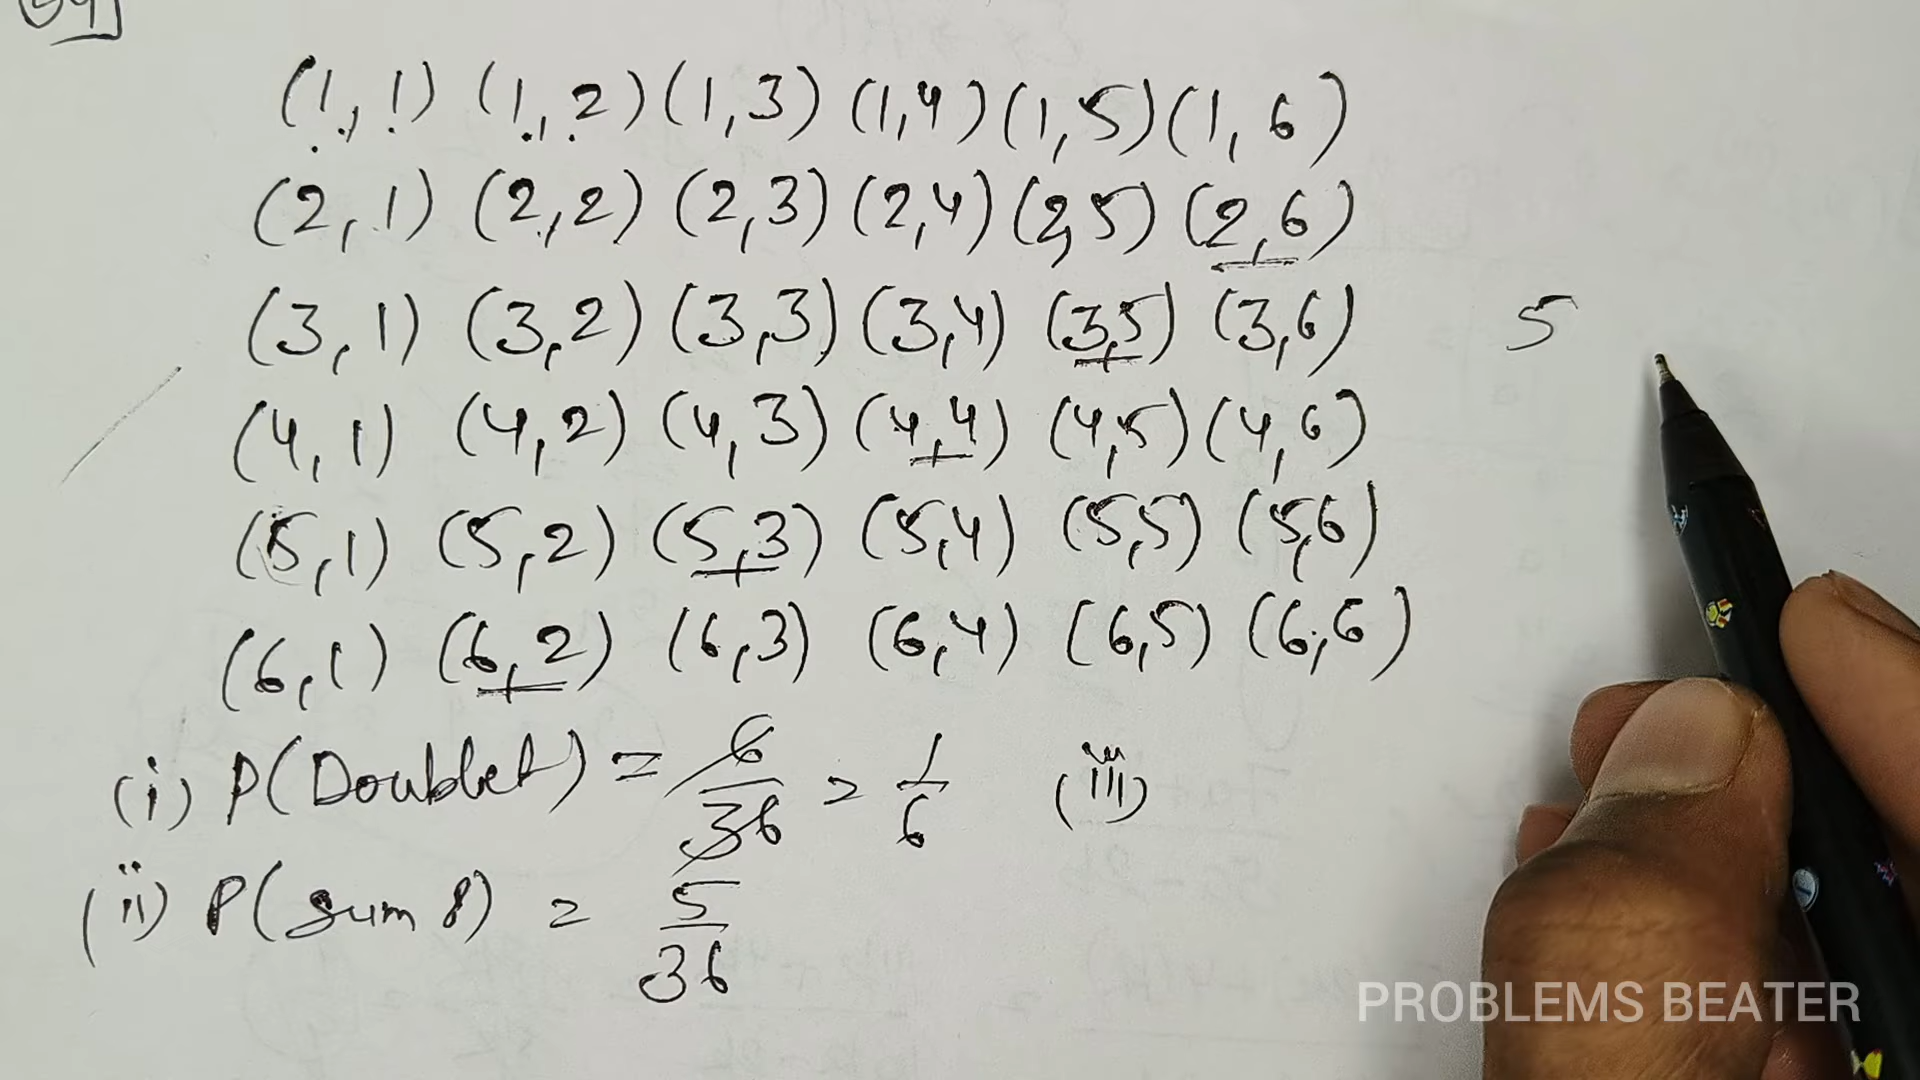 (1,1) (1,2) (1,3) (1,4) (1,5) (1,6)
(2,1) (2,2) (2,3) (2,4) (2,5) (2,6)
(3,1) (3,2) (3,3) (3,4) (3,5) (3,6) 5
(4,1) (4,2) (4,3) (4,4) (4,5) (4,6)
(5,1) (5,2) (5,3) (5,4) (5,5) (5,6)
(6,1) (6,2) (6,3) (6,4) (6,5) (6,6)
(i) P(Doublet) = 6/36 = 1/6 (iii)
(ii) P(sum 8) = 5/36
PROBLEMS BEATER